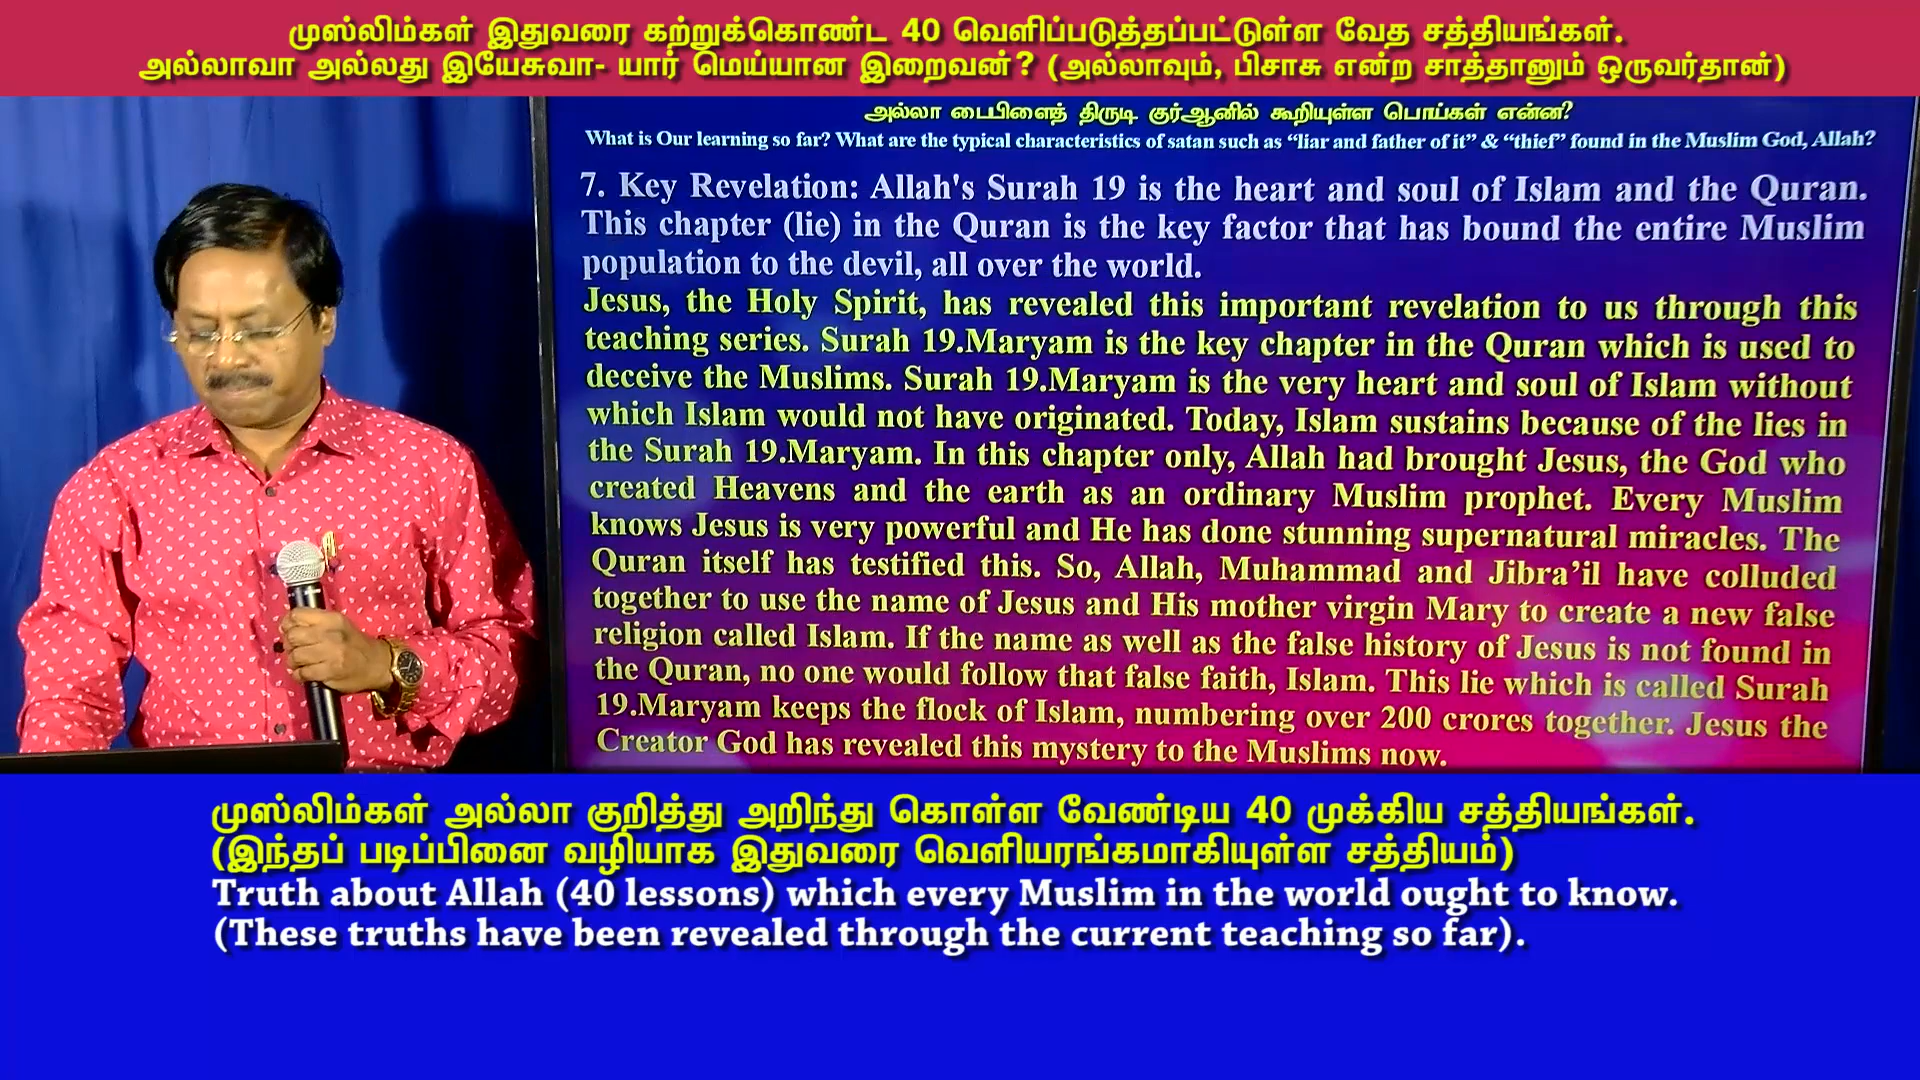 முஸ்லிம்கள் இதுவரை கற்றுக்கொண்ட 40 வெளிப்படுத்தப்பட்டுள்ள வேத சத்தியங்கள்.
அல்லாவா அல்லது இயேசுவா- யார் மெய்யான இறைவன்? (அல்லாவும், பிசாசு என்ற சாத்தானும் ஒருவர்தான்)
அல்லா பைபிளைத் திருடி குர்ஆனில் கூறியுள்ள பொய்கள் என்ன?
What is Our learning so far? What are the typical characteristics of satan such as “liar and father of it” & “thief” found in the Muslim God, Allah?
7. Key Revelation: Allah's Surah 19 is the heart and soul of Islam and the Quran.
This chapter (lie) in the Quran is the key factor that has bound the entire Muslim
population to the devil, all over the world.
Jesus, the Holy Spirit, has revealed this important revelation to us through this
teaching series. Surah 19.Maryam is the key chapter in the Quran which is used to
deceive the Muslims. Surah 19.Maryam is the very heart and soul of Islam without
which Islam would not have originated. Today, Islam sustains because of the lies in
the Surah 19.Maryam. In this chapter only, Allah had brought Jesus, the God who
created Heavens and the earth as an ordinary Muslim prophet. Every Muslim
knows Jesus is very powerful and He has done stunning supernatural miracles. The
Quran itself has testified this. So, Allah, Muhammad and Jibra’il have colluded
together to use the name of Jesus and His mother virgin Mary to create a new false
religion called Islam. If the name as well as the false history of Jesus is not found in
the Quran, no one would follow that false faith, Islam. This lie which is called Surah
19.Maryam keeps the flock of Islam, numbering over 200 crores together. Jesus the
Creator God has revealed this mystery to the Muslims now.
முஸ்லிம்கள் அல்லா குறித்து அறிந்து கொள்ள வேண்டிய 40 முக்கிய சத்தியங்கள்.
(இந்தப் படிப்பினை வழியாக இதுவரை வெளியரங்கமாகியுள்ள சத்தியம்)
Truth about Allah (40 lessons) which every Muslim in the world ought to know.
(These truths have been revealed through the current teaching so far).